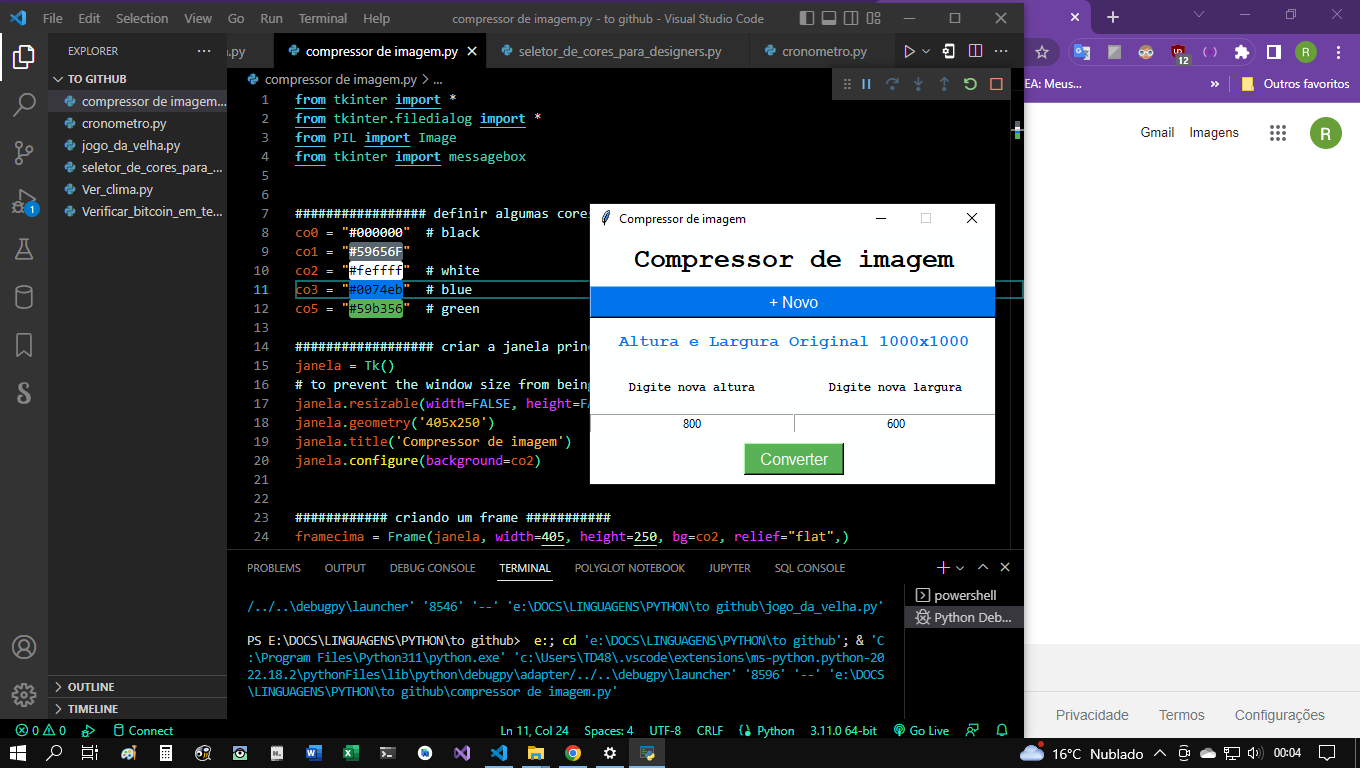 File Edit Selection View Go Run Terminal Help compressor de imagem.py - to github - Visual Studio Code
EXPLORER
TO GITHUB
compressor de imagem...
cronometro.py
jogo_da_velha.py
seletor_de_cores_para_...
Ver_clima.py
Verificar_bitcoin_em_te...
OUTLINE
TIMELINE
.py compressor de imagem.py seletor_de_cores_para_designers.py cronometro.py
compressor de imagem.py > ...
1 from tkinter import *
2 from tkinter.filedialog import *
3 from PIL import Image
4 from tkinter import messagebox
5
6
7 ################# definir algumas cores
8 co0 = "#000000" # black
9 co1 = "#59656F"
10 co2 = "#feffff" # white
11 co3 = "#0074eb" # blue
12 co5 = "#59b356" # green
13
14 ################## criar a janela prin
15 janela = Tk()
16 # to prevent the window size from being
17 janela.resizable(width=FALSE, height=FA
18 janela.geometry('405x250')
19 janela.title('Compressor de imagem')
20 janela.configure(background=co2)
21
22
23 ############ criando um frame ###########
24 framecima = Frame(janela, width=405, height=250, bg=co2, relief="flat",)
Compressor de imagem
Compressor de imagem
+ Novo
Altura e Largura Original 1000x1000
Digite nova altura Digite nova largura
800 600
Converter
PROBLEMS OUTPUT DEBUG CONSOLE TERMINAL POLYGLOT NOTEBOOK JUPYTER SQL CONSOLE
/../..\debugpy\launcher' '8546' '--' 'e:\DOCS\LINGUAGENS\PYTHON\to github\jogo_da_velha.py'
PS E:\DOCS\LINGUAGENS\PYTHON\to github> e:; cd 'e:\DOCS\LINGUAGENS\PYTHON\to github'; & 'C
:\Program Files\Python311\python.exe' 'c:\Users\TD48\.vscode\extensions\ms-python.python-20
22.18.2\pythonFiles\lib\python\debugpy\adapter/../..\debugpy\launcher' '8596' '--' 'e:\DOCS
\LINGUAGENS\PYTHON\to github\compressor de imagem.py'
powershell
Python Deb...
1
0 0 Connect Ln 11, Col 24 Spaces: 4 UTF-8 CRLF Python 3.11.0 64-bit Go Live
12 R
EA: Meus... » Outros favoritos
Gmail Imagens R
Privacidade Termos Configurações
16°C Nublado 00:04